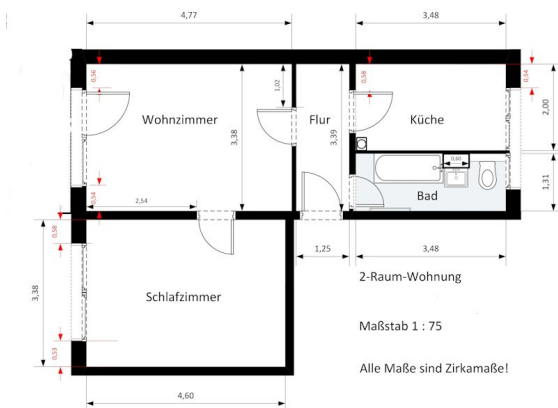 4,77
3,48
0,56
0,58
0,54
1,02
2,00
Wohnzimmer
3,38
Flur
3,39
Küche
0,60
1,31
Bad
0,54
2,54
0,58
1,25
3,48
2-Raum-Wohnung
3,38
Schlafzimmer
Maßstab 1 : 75
0,53
Alle Maße sind Zirkamaße!
4,60